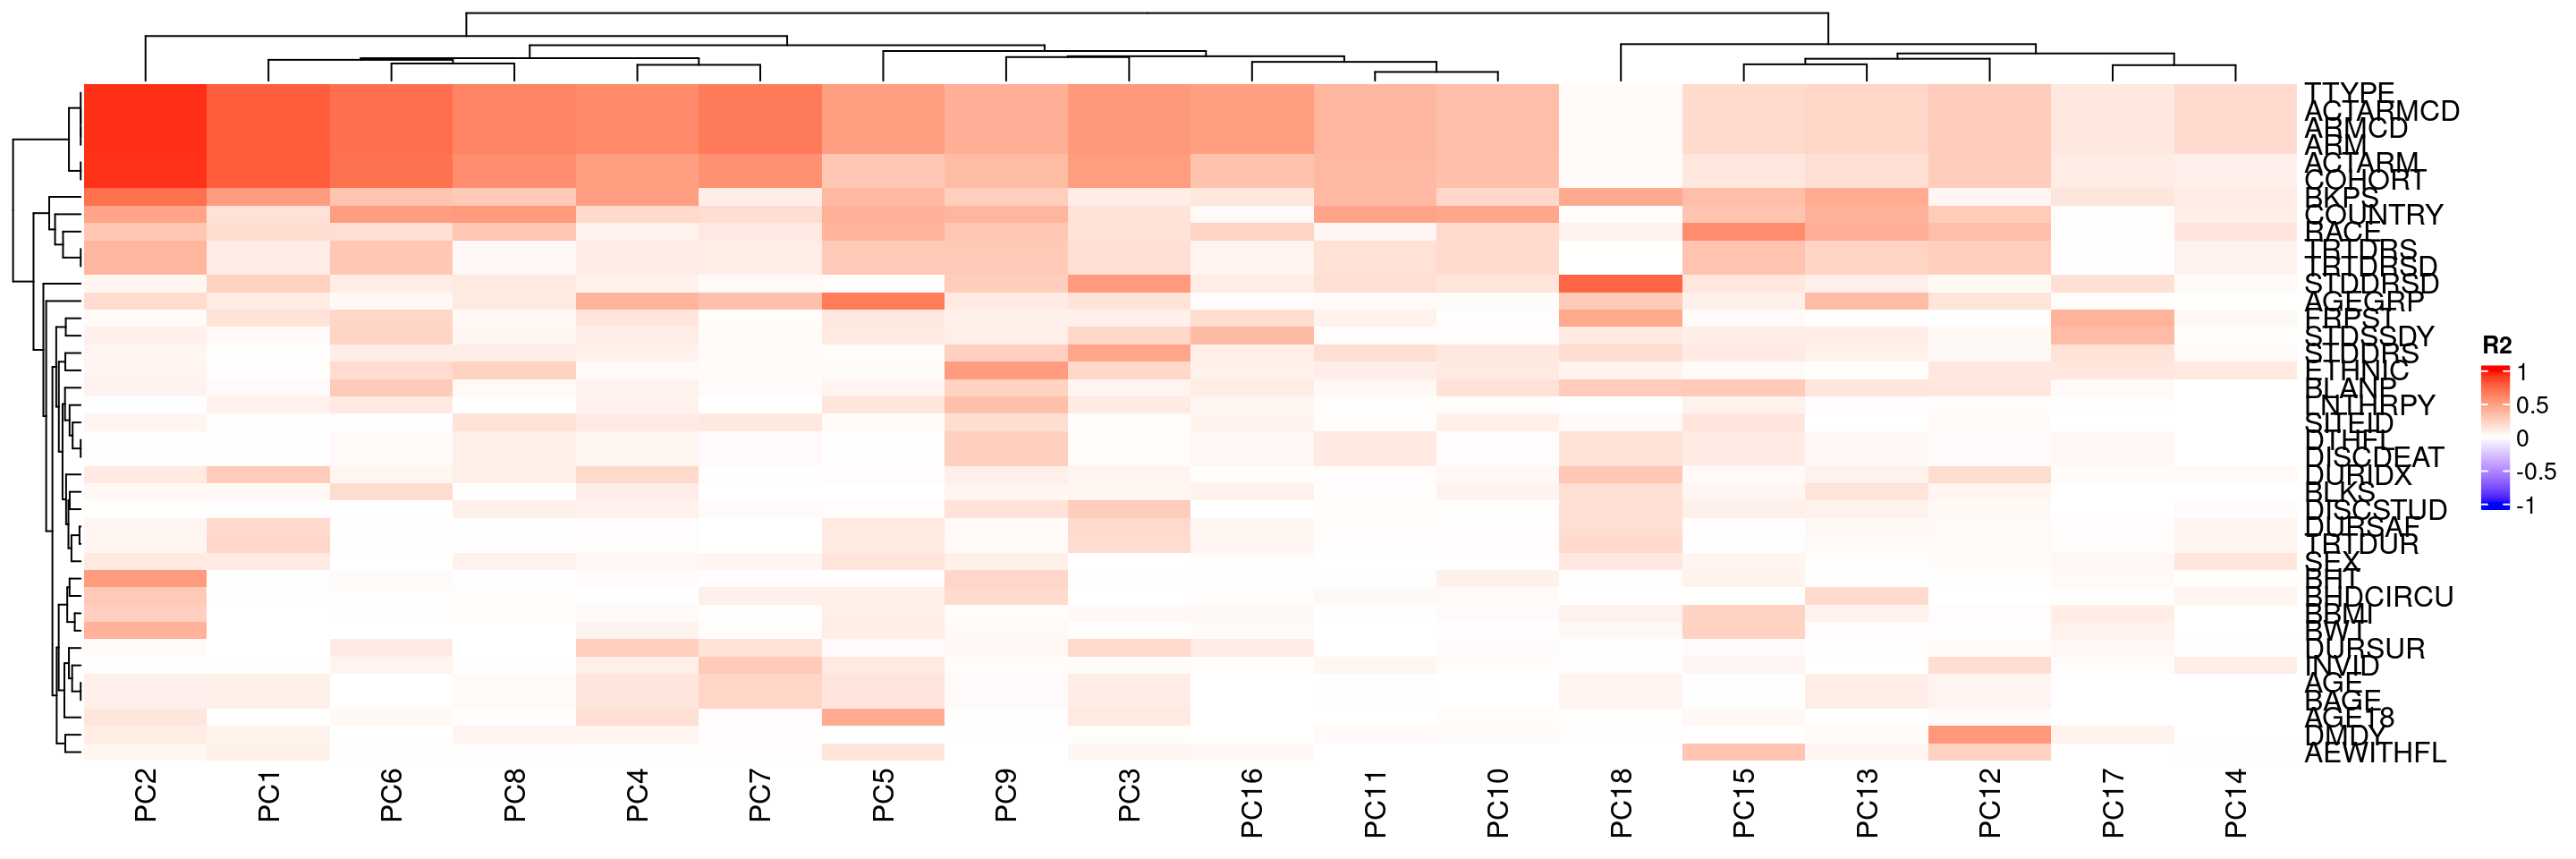 TTYPE
ACTARMCD
ARMCD
ARM
ACTARM
COHORT
BKPS
COUNTRY
RACE
TRTDRS
TRTDRSD
STDDRSD
AGEGRP
FRPST
STDSSDY
STDDRS
ETHNIC
BLANP
LNTHRPY
SITEID
DTHFL
DISCDEAT
DURIDX
BLKS
DISCSTUD
DURSAF
TRTDUR
SEX
BHT
BHDCIRCU
BBMI
BWT
DURSUR
INVID
AGE
BAGE
AGE18
DMDY
AEWITHFL
R2
1
0.5
0
-0.5
-1
PC2
PC1
PC6
PC8
PC4
PC7
PC5
PC9
PC3
PC16
PC11
PC10
PC18
PC15
PC13
PC12
PC17
PC14